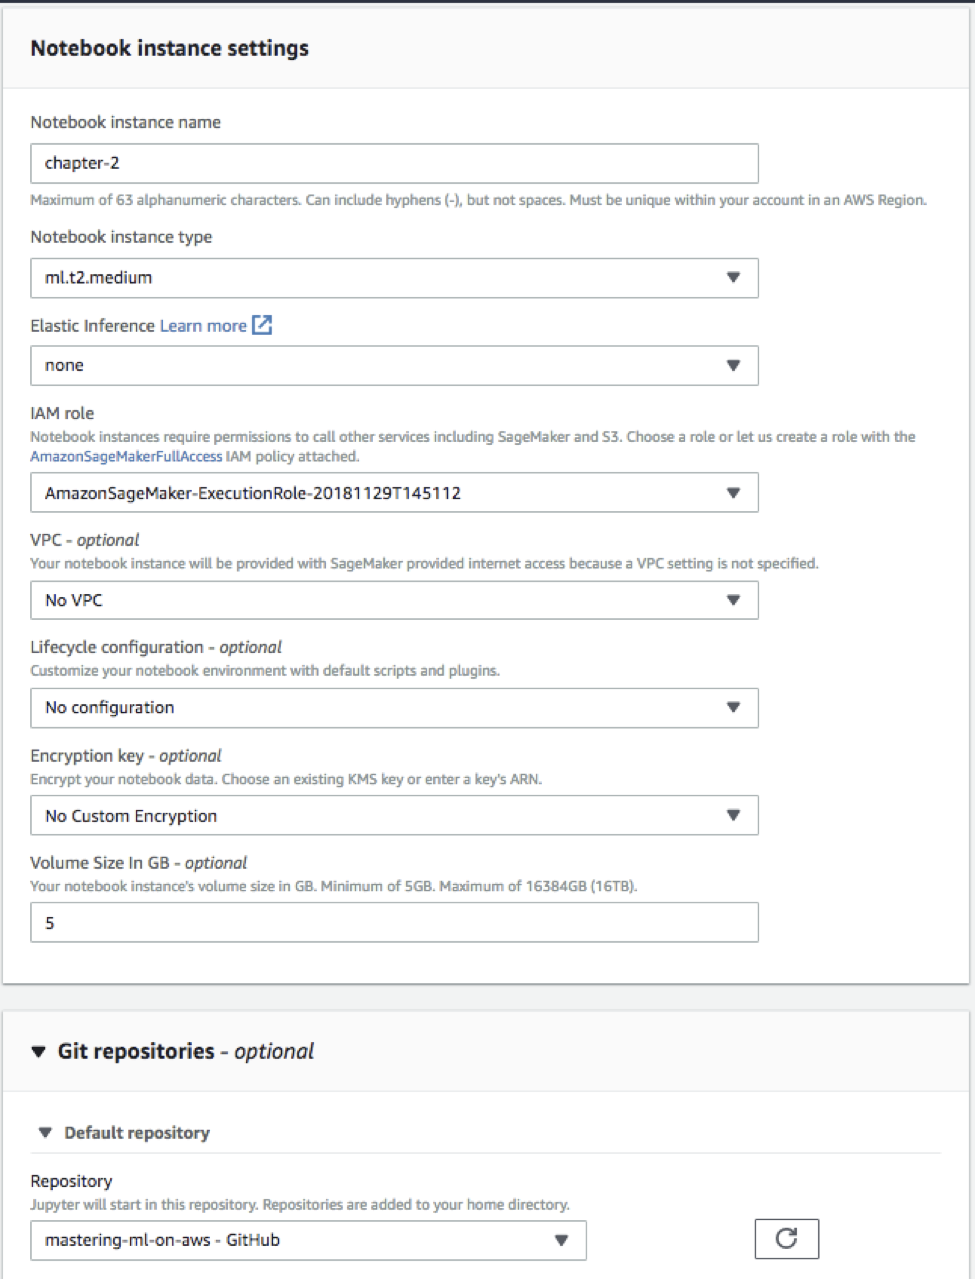 Notebook instance settings
Notebook instance name
chapter-2
Maximum of 63 alphanumeric characters. Can include hyphens (-), but not spaces. Must be unique within your account in an AWS Region.
Notebook instance type
ml.t2.medium
Elastic Inference Learn more
none
IAM role
Notebook instances require permissions to call other services including SageMaker and S3. Choose a role or let us create a role with the
AmazonSageMakerFullAccess IAM policy attached.
AmazonSageMaker-ExecutionRole-20181129T145112
VPC - optional
Your notebook instance will be provided with SageMaker provided internet access because a VPC setting is not specified.
No VPC
Lifecycle configuration - optional
Customize your notebook environment with default scripts and plugins.
No configuration
Encryption key - optional
Encrypt your notebook data. Choose an existing KMS key or enter a key's ARN.
No Custom Encryption
Volume Size In GB - optional
Your notebook instance's volume size in GB. Minimum of 5GB. Maximum of 16384GB (16TB).
5
Git repositories - optional
Default repository
Repository
Jupyter will start in this repository. Repositories are added to your home directory.
mastering-ml-on-aws - GitHub